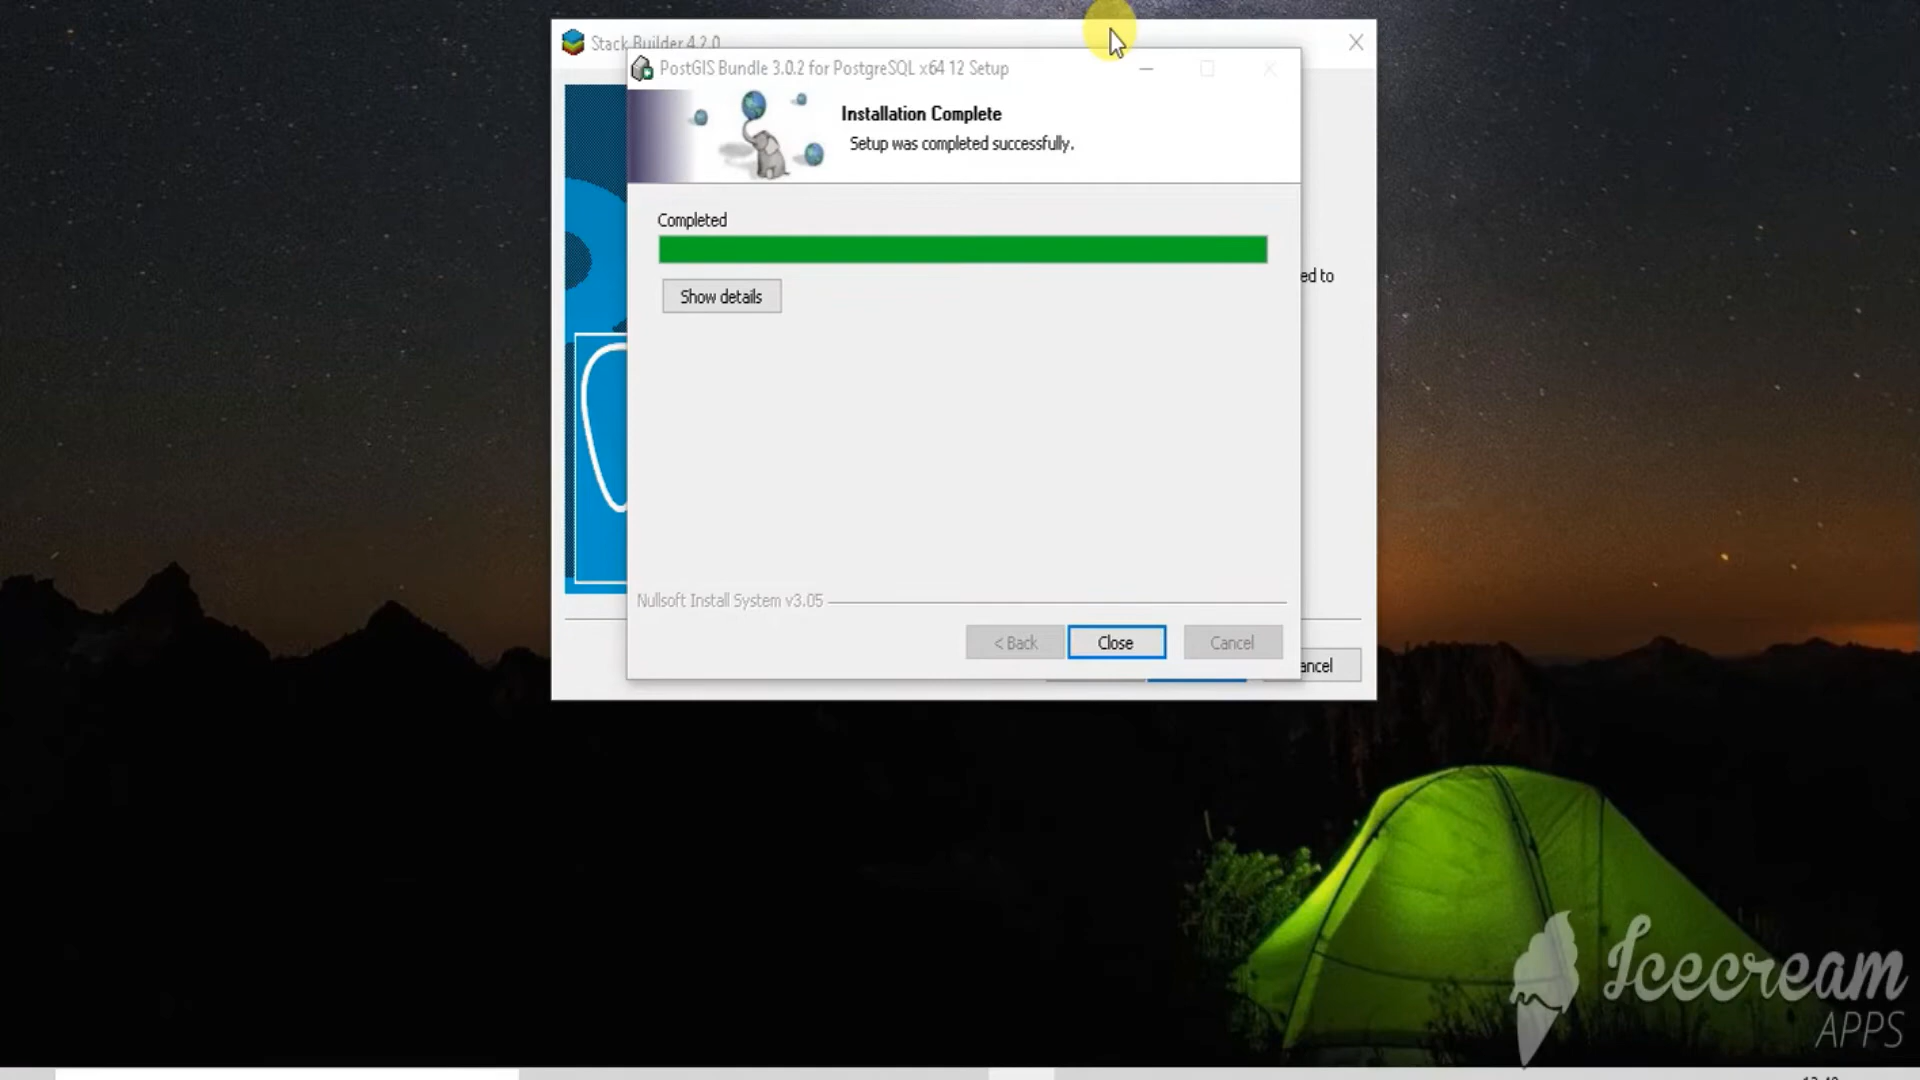 Stack Builder 4.2.0
PostGIS Bundle 3.0.2 for PostgreSQL x64 12 Setup
Installation Complete
Setup was completed successfully.
Completed
ed to
Show details
Nullsoft Install System v3.05
< Back
Close
Cancel
ancel
Icecream
APPS